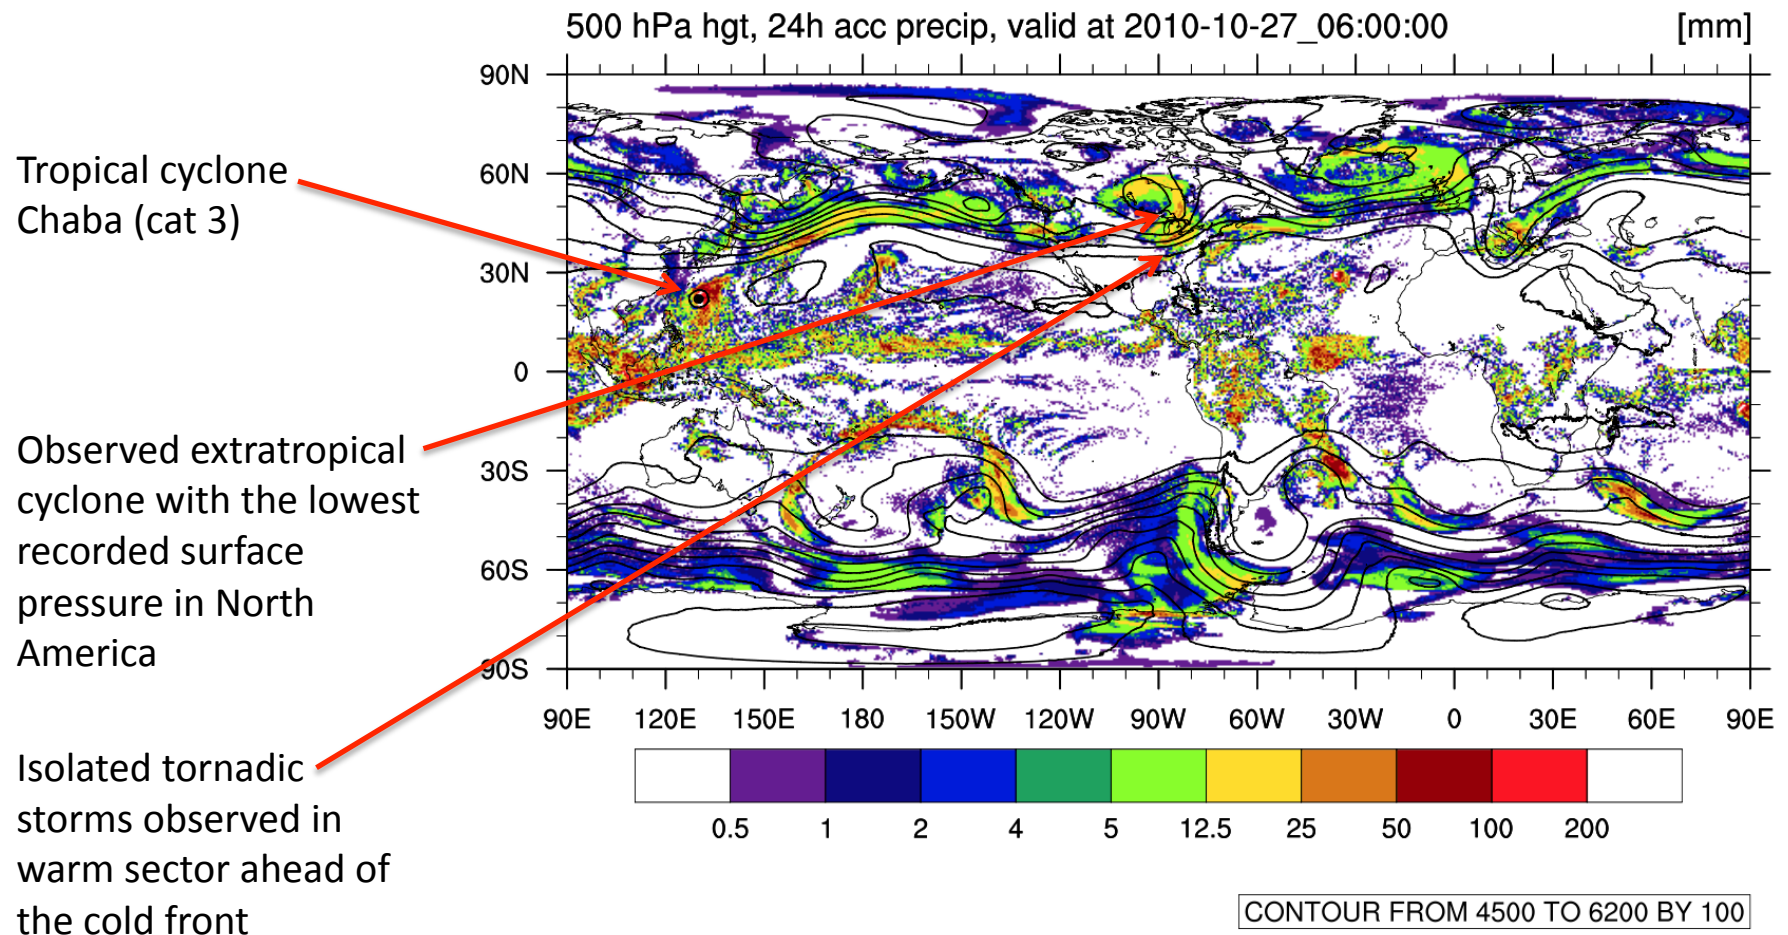 500 hPa hgt, 24h acc precip, valid at 2010-10-27_06:00:00 [mm]
Tropical cyclone
Chaba (cat 3)
Observed extratropical
cyclone with the lowest
recorded surface
pressure in North
America
Isolated tornadic
storms observed in
warm sector ahead of
the cold front
90N
60N
30N
0
30S
60S
90S
90E 120E 150E 180 150W 120W 90W 60W 30W 0 30E 60E 90E
0.5 1 2 4 5 12.5 25 50 100 200
CONTOUR FROM 4500 TO 6200 BY 100